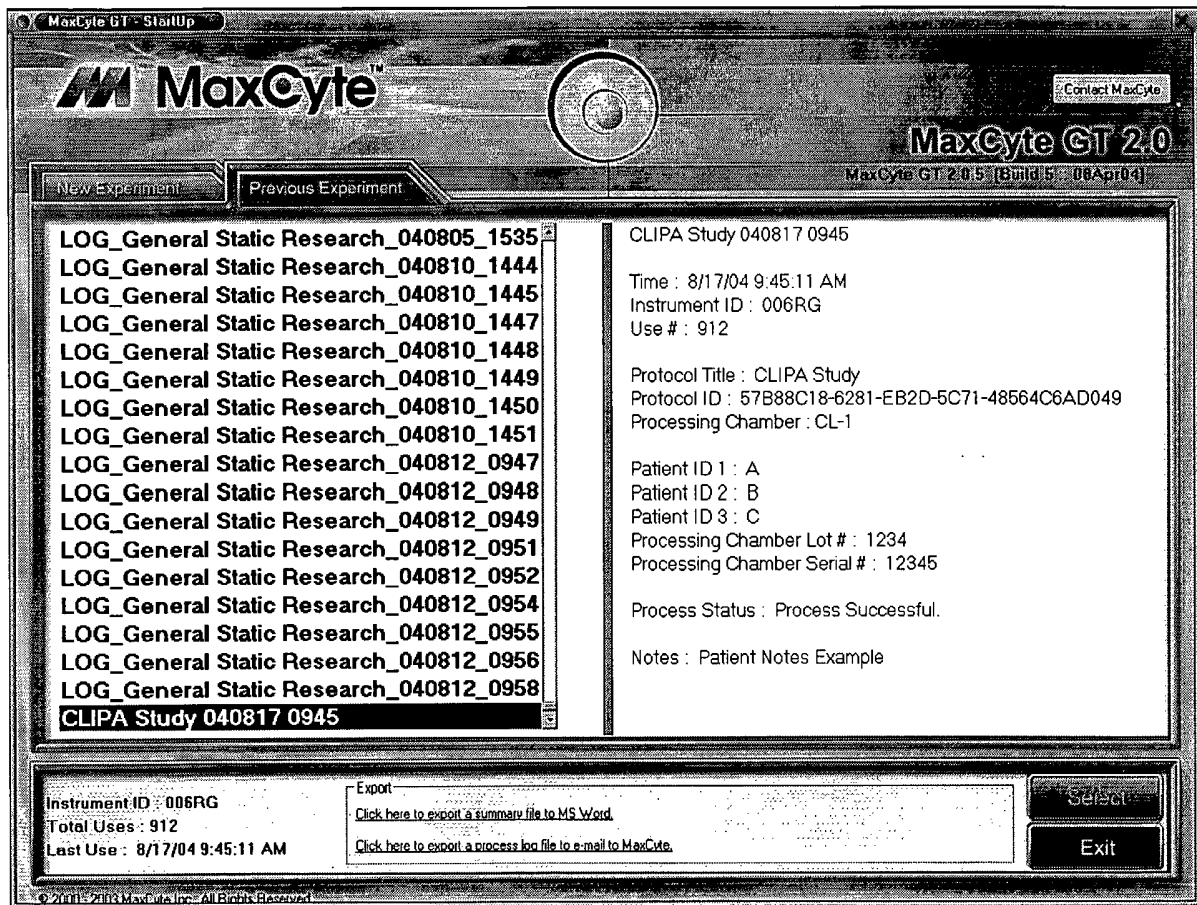 MaxCyte GT - StartUp
MaxCyte™
Contact MaxCyte
MaxCyte GT 2.0
MaxCyte GT 2.0.5 [Build 5 : 08Apr04]
New Experiment
Previous Experiment
LOG_General Static Research_040805_1535
LOG_General Static Research_040810_1444
LOG_General Static Research_040810_1445
LOG_General Static Research_040810_1447
LOG_General Static Research_040810_1448
LOG_General Static Research_040810_1449
LOG_General Static Research_040810_1450
LOG_General Static Research_040810_1451
LOG_General Static Research_040812_0947
LOG_General Static Research_040812_0948
LOG_General Static Research_040812_0949
LOG_General Static Research_040812_0951
LOG_General Static Research_040812_0952
LOG_General Static Research_040812_0954
LOG_General Static Research_040812_0955
LOG_General Static Research_040812_0956
LOG_General Static Research_040812_0958
CLIPA Study 040817 0945
CLIPA Study 040817 0945
Time : 8/17/04 9:45:11 AM
Instrument ID : 006RG
Use # : 912
Protocol Title : CLIPA Study
Protocol ID : 57B88C18-6281-EB2D-5C71-48564C6AD049
Processing Chamber : CL-1
Patient ID 1 : A
Patient ID 2 : B
Patient ID 3 : C
Processing Chamber Lot # : 1234
Processing Chamber Serial # : 12345
Process Status : Process Successful.
Notes : Patient Notes Example
Instrument ID : 006RG
Total Uses : 912
Last Use : 8/17/04 9:45:11 AM
Export
Click here to export a summary file to MS Word.
Click here to export a process log file to e-mail to MaxCyte.
Select
Exit
© 2000 - 2003 MaxCyte Inc. All Rights Reserved